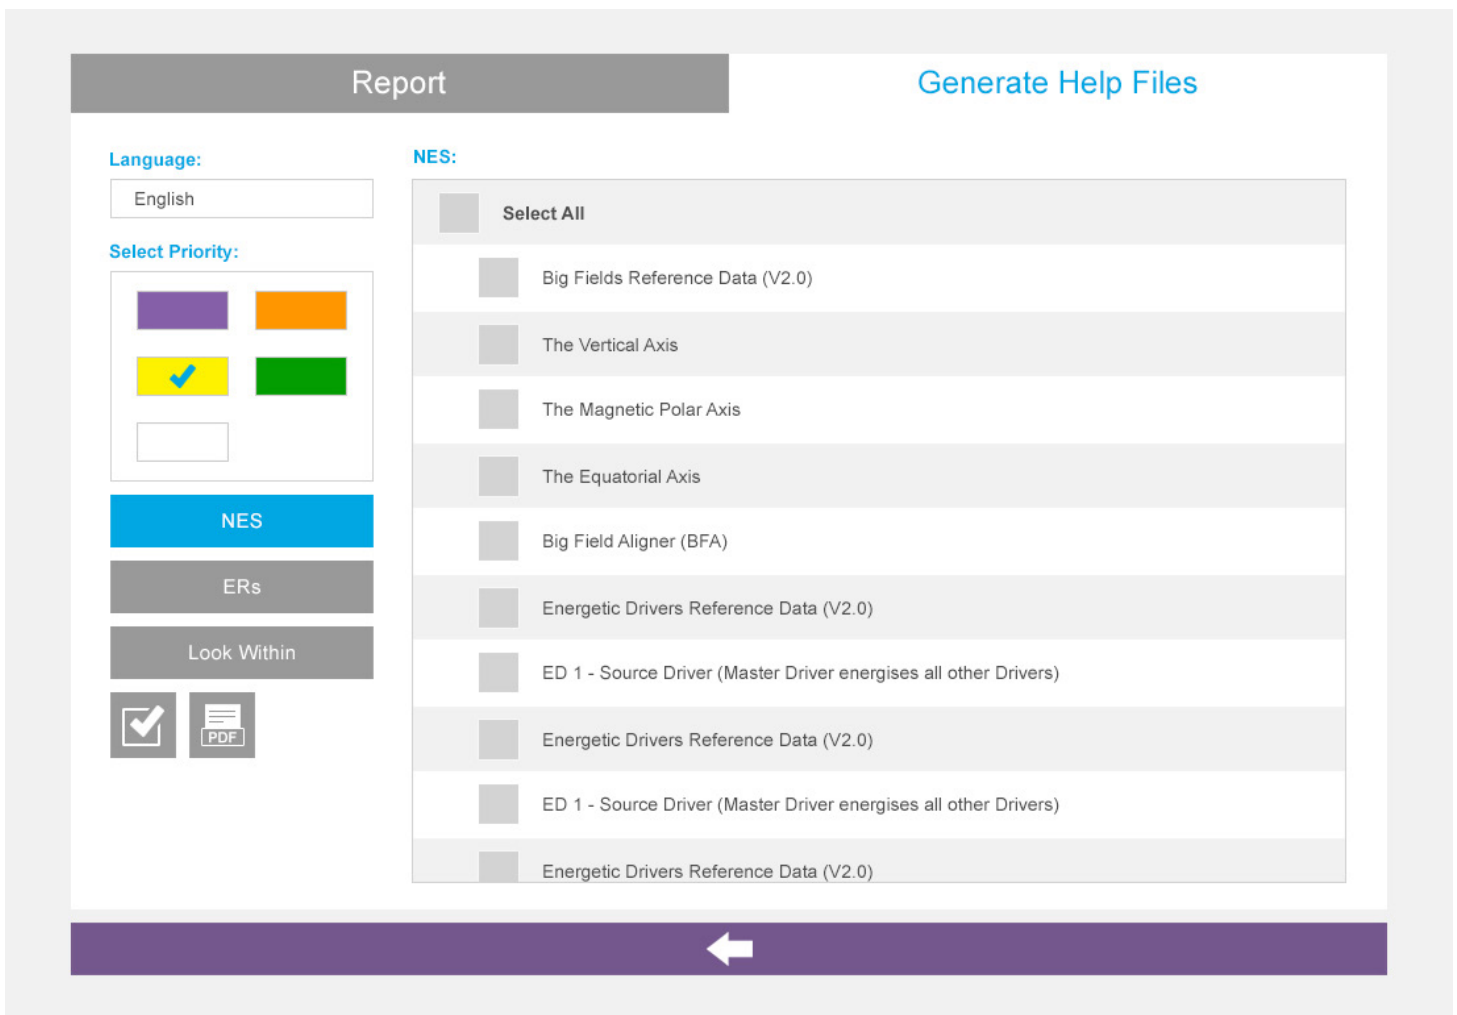 Report
Generate Help Files
Language:
English
Select Priority:
NES
ERs
Look Within
PDF
NES:
Select All
Big Fields Reference Data (V2.0)
The Vertical Axis
The Magnetic Polar Axis
The Equatorial Axis
Big Field Aligner (BFA)
Energetic Drivers Reference Data (V2.0)
ED 1 - Source Driver (Master Driver energises all other Drivers)
Energetic Drivers Reference Data (V2.0)
ED 1 - Source Driver (Master Driver energises all other Drivers)
Energetic Drivers Reference Data (V2.0)